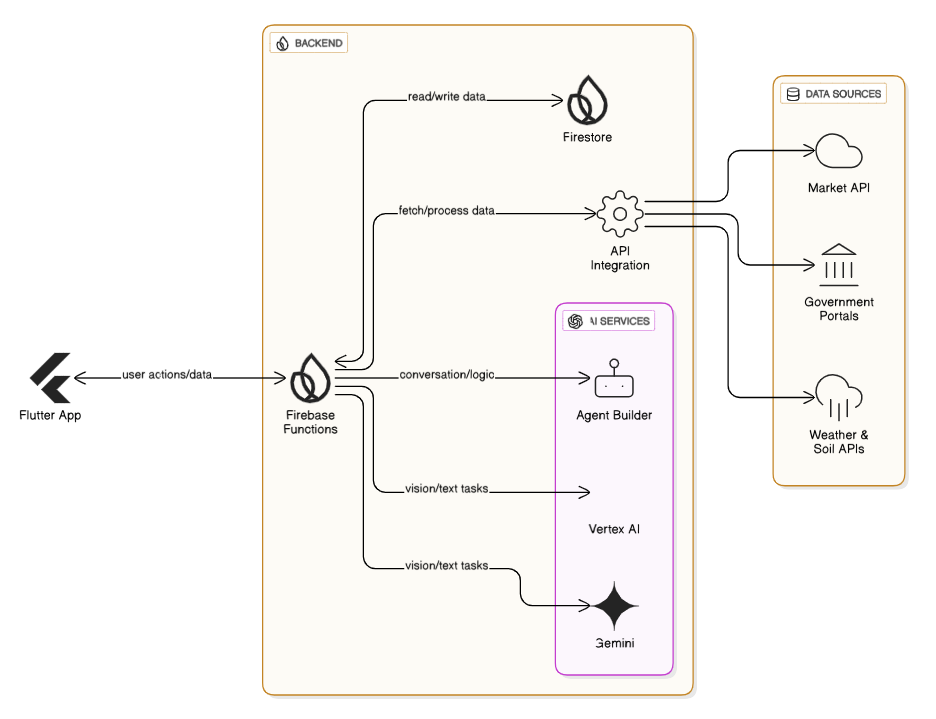 BACKEND
read/write data
Firestore
DATA SOURCES
Market API
fetch/process data
API
Integration
Government
Portals
AI SERVICES
user actions/data
Flutter App
Firebase
Functions
conversation/logic
Agent Builder
Weather &
Soil APIs
vision/text tasks
Vertex AI
vision/text tasks
Gemini